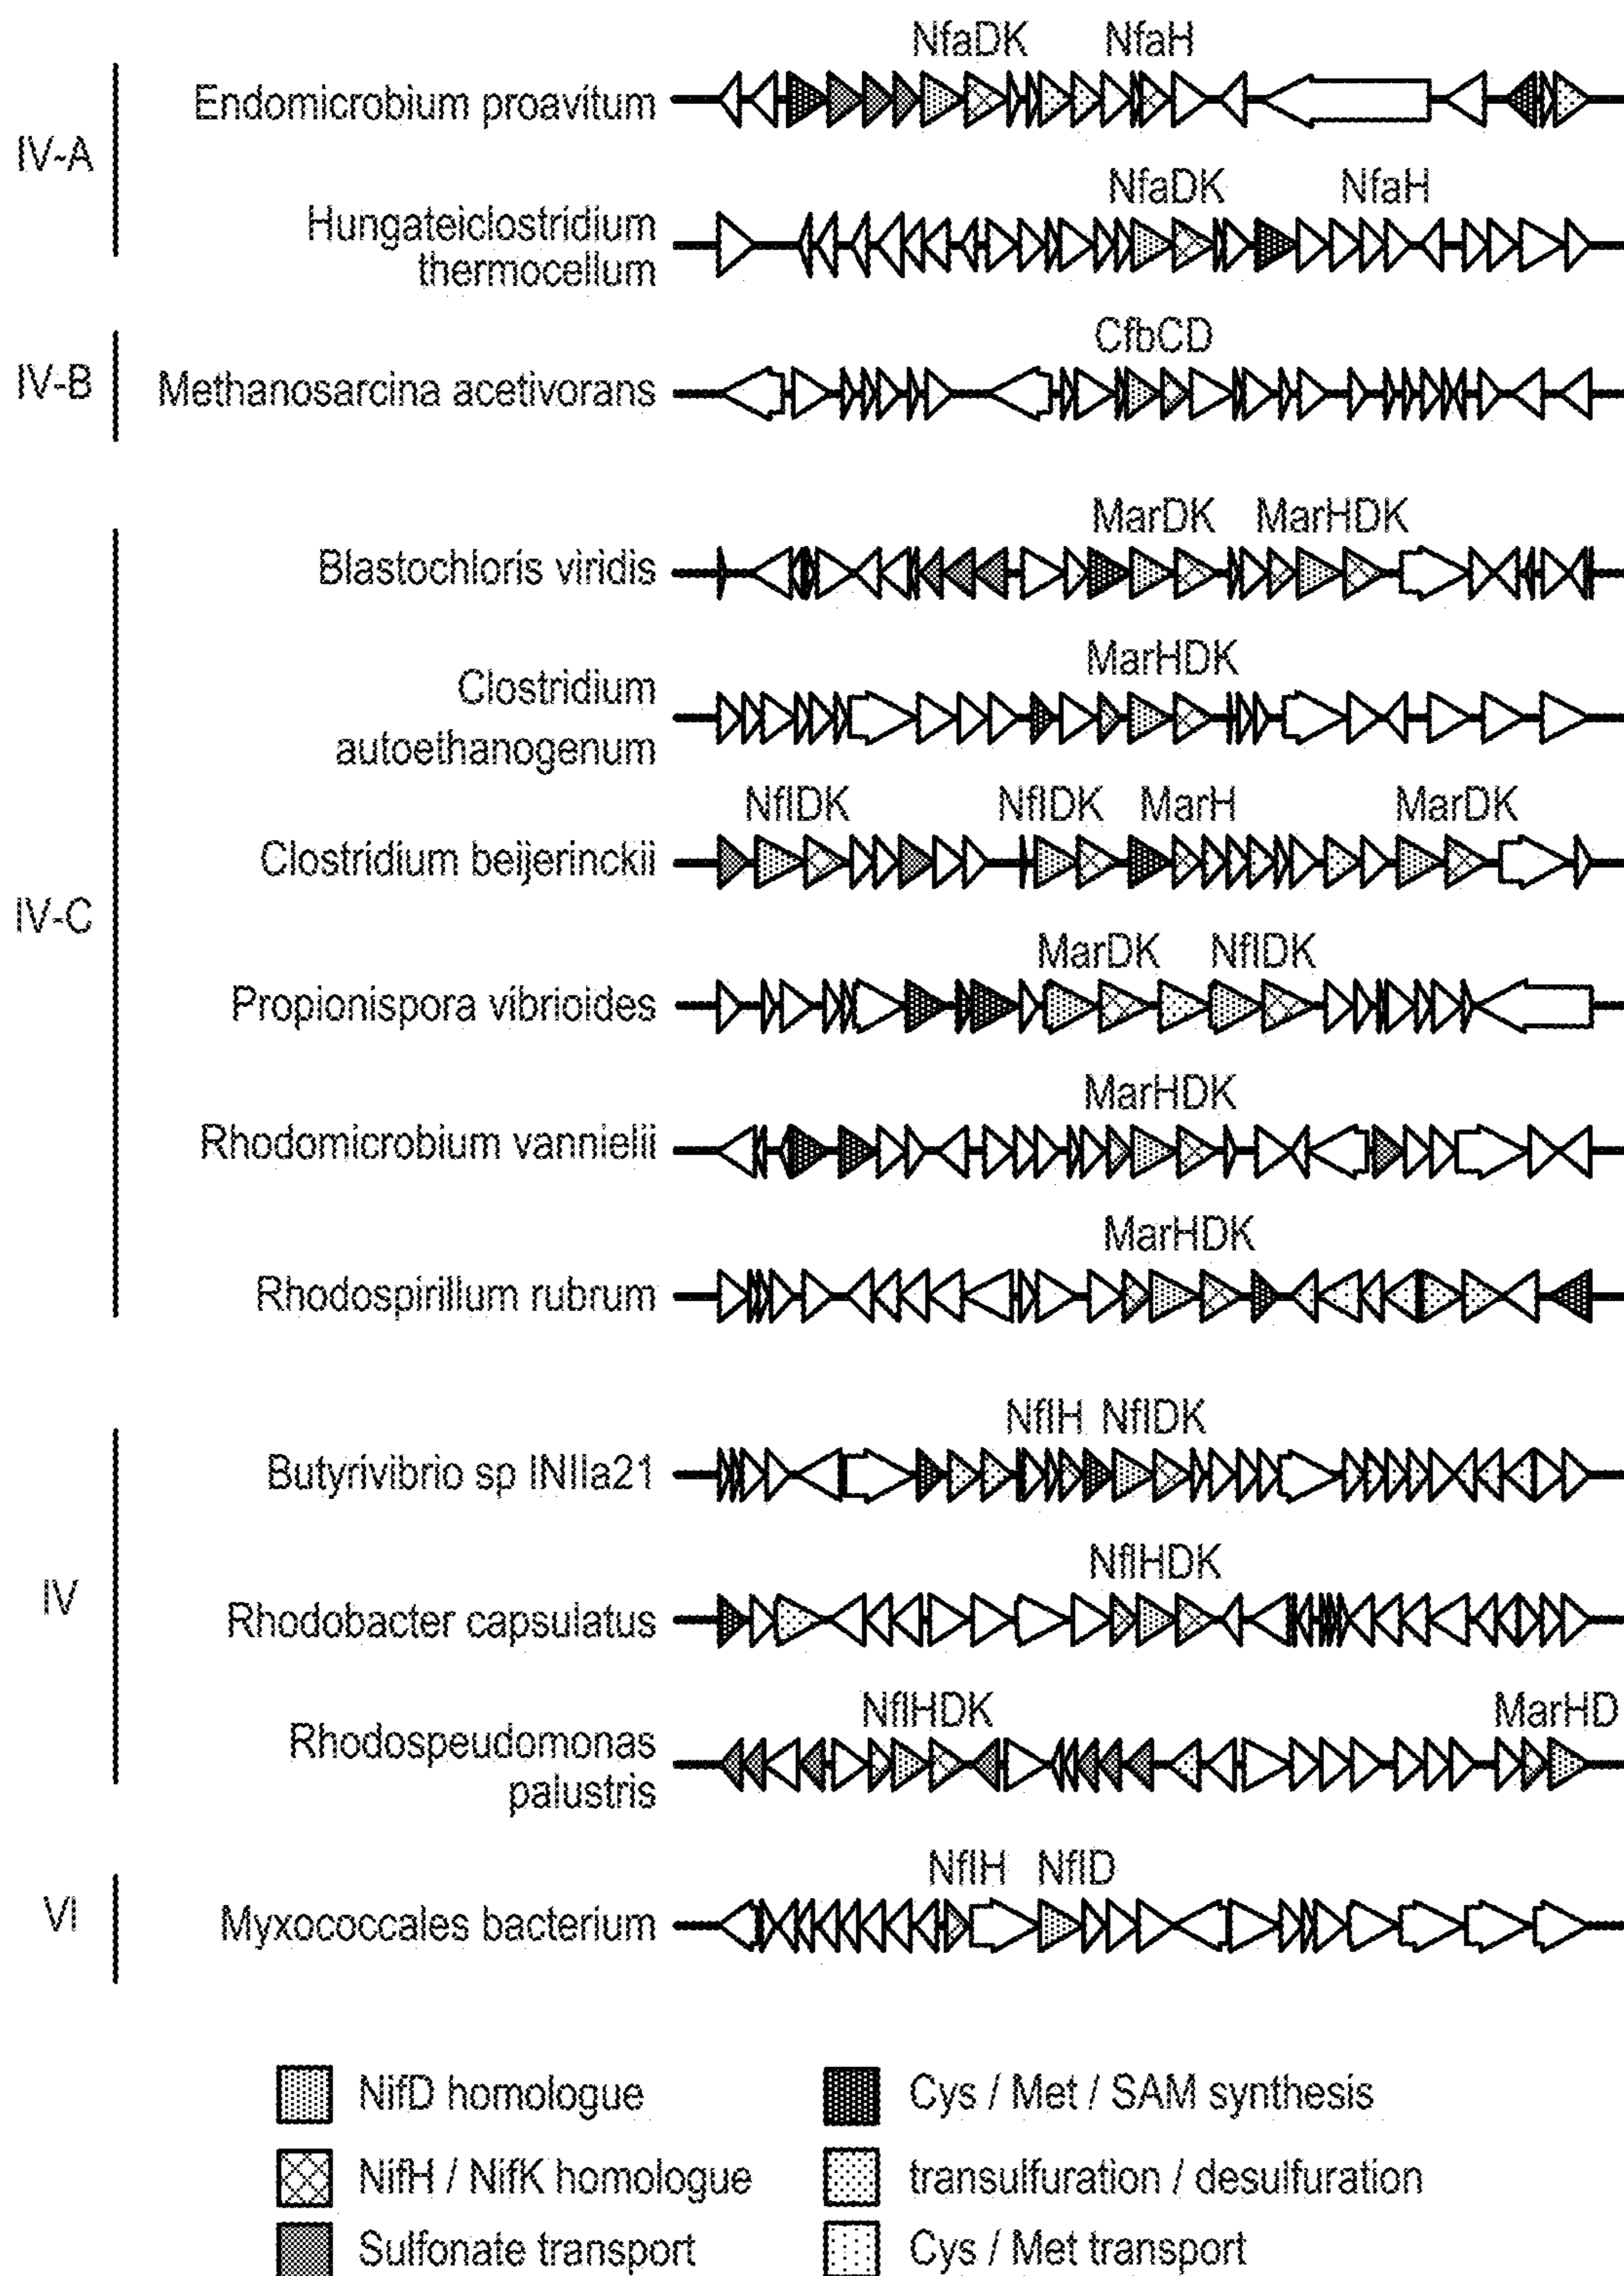 NfaDK NfaH
Endomicrobium proavitum
IV-A
NfaDK NfaH
Hungateiclostridium
thermocellum
CfbCD
IV-B Methanosarcina acetivorans
MarDK MarHDK
Blastochloris viridis
MarHDK
Clostridium
autoethanogenum
NflDK NflDK MarH MarDK
Clostridium beijerinckii
IV-C
MarDK NflDK
Propionispora vibrioides
MarHDK
Rhodomicrobium vannielii
MarHDK
Rhodospirillum rubrum
NflH NflDK
Butyrivibrio sp INlla21
NflHDK
IV
Rhodobacter capsulatus
NflHDK MarHD
Rhodospeudomonas
palustris
NflH NflD
VI Myxococcales bacterium
NifD homologue Cys / Met / SAM synthesis
NifH / NifK homologue transulfuration / desulfuration
Sulfonate transport Cys / Met transport